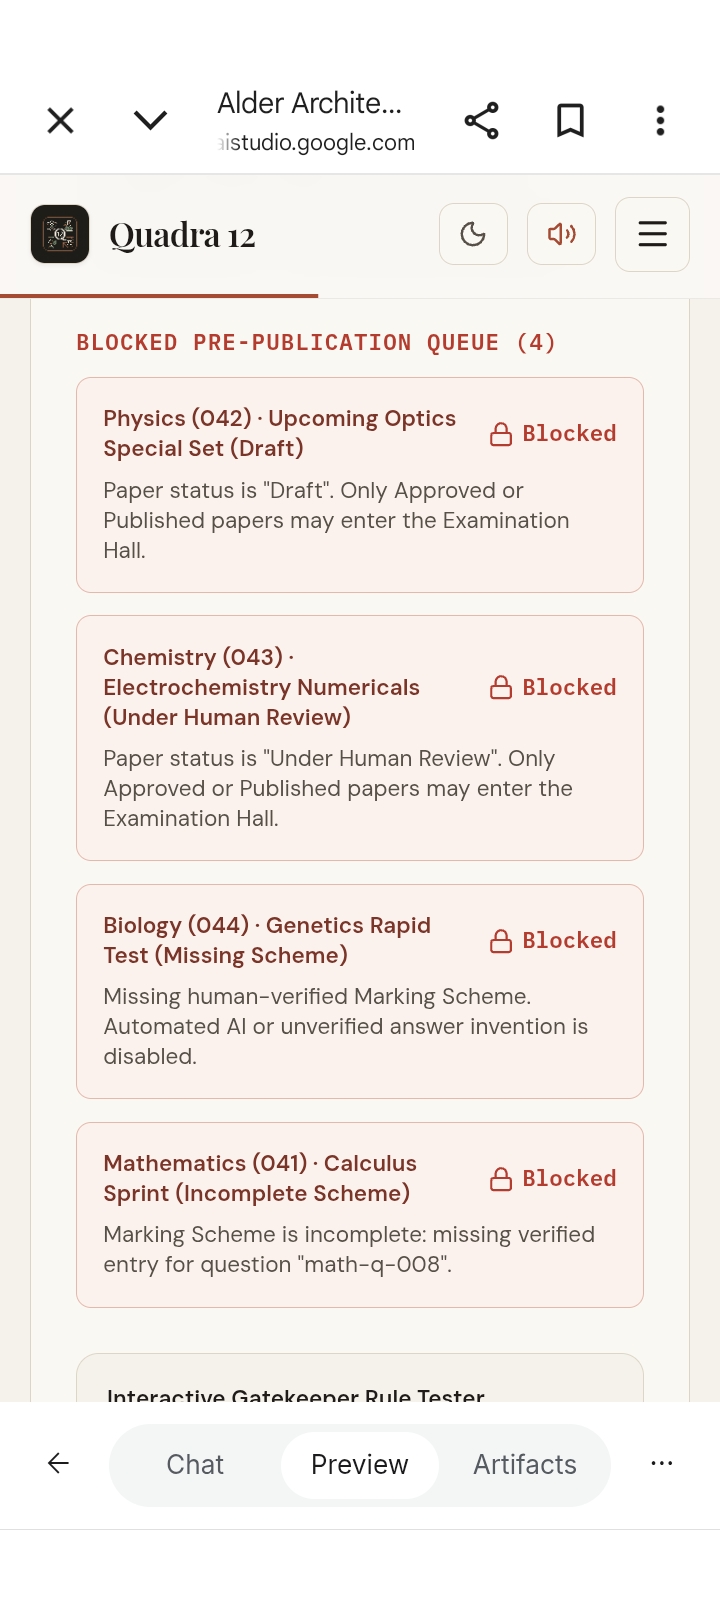 Alder Archite...
aistudio.google.com
Quadra 12
BLOCKED PRE-PUBLICATION QUEUE (4)
Physics (042) · Upcoming Optics
Special Set (Draft)
Blocked
Paper status is "Draft". Only Approved or
Published papers may enter the Examination
Hall.
Chemistry (043) ·
Electrochemistry Numericals
(Under Human Review)
Blocked
Paper status is "Under Human Review". Only
Approved or Published papers may enter the
Examination Hall.
Biology (044) · Genetics Rapid
Test (Missing Scheme)
Blocked
Missing human-verified Marking Scheme.
Automated AI or unverified answer invention is
disabled.
Mathematics (041) · Calculus
Sprint (Incomplete Scheme)
Blocked
Marking Scheme is incomplete: missing verified
entry for question "math-q-008".
Interactive Gatekeeper Rule Tester
Chat
Preview
Artifacts